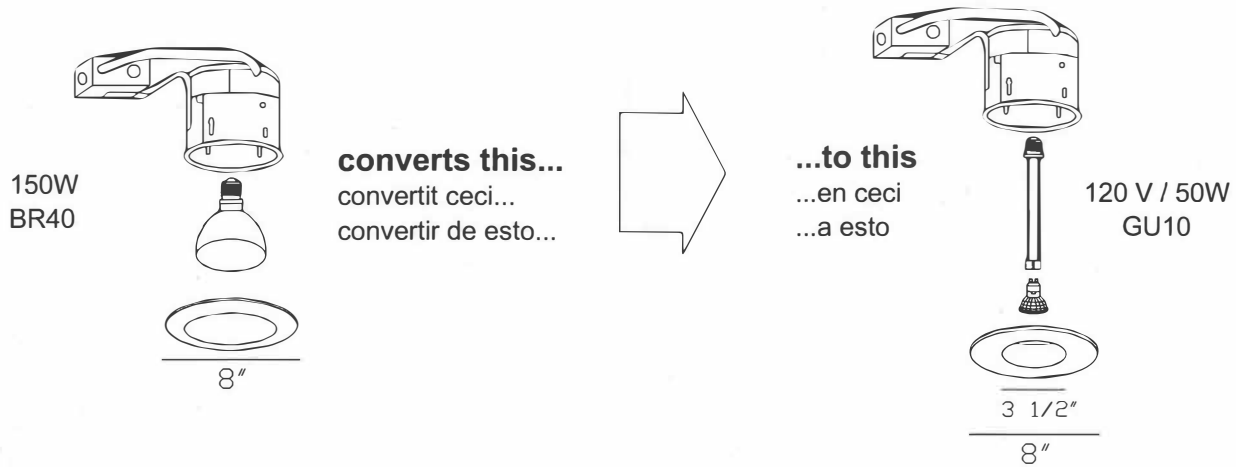 150W
BR40
8"
converts this...
convertit ceci...
convertir de esto...
...to this
...en ceci
...a esto
120 V / 50W
GU10
3 1/2"
8"